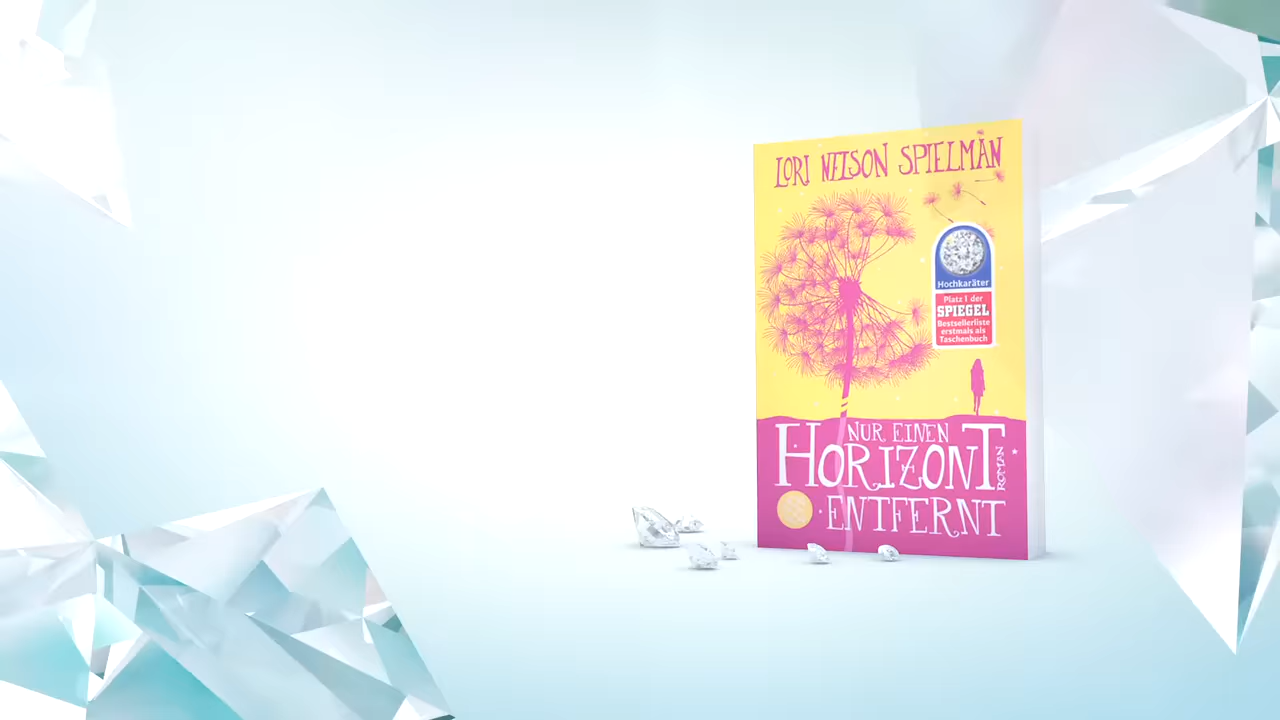 LORI NELSON SPIELMAN
Hochkaräter
Platz 1 der
SPIEGEL
Bestsellerliste
erstmals als
Taschenbuch
NUR EINEN
HORIZONT
ROMAN
ENTFERNT